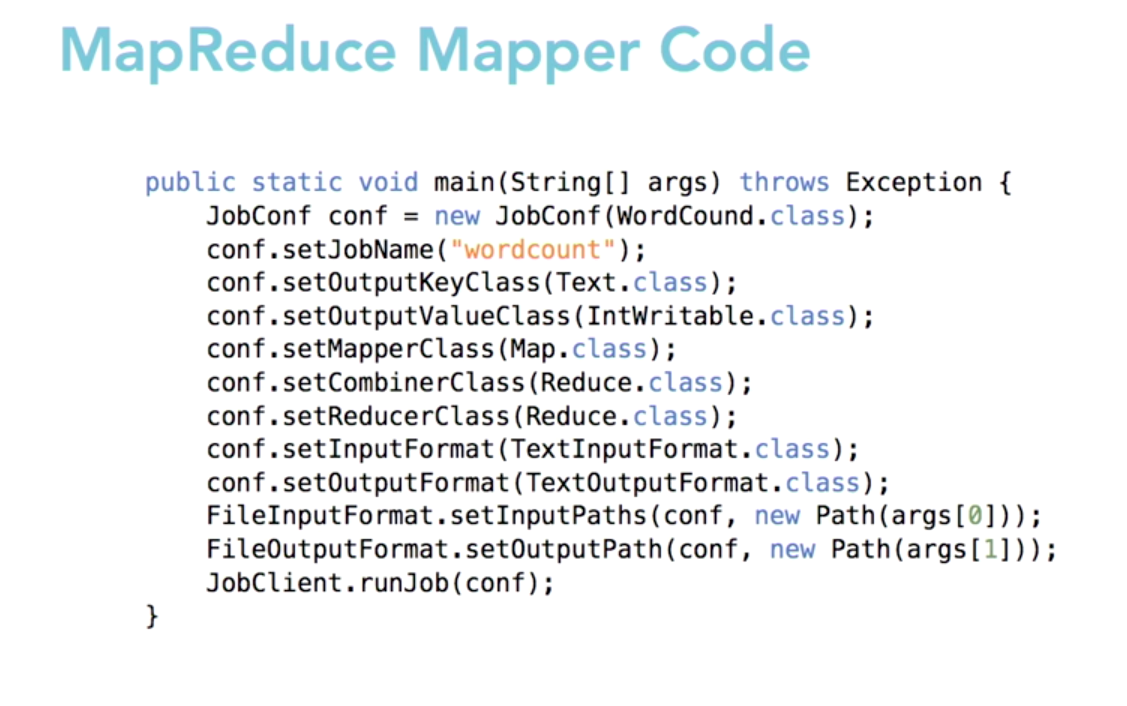 MapReduce Mapper Code
public static void main(String[] args) throws Exception {
    JobConf conf = new JobConf(WordCound.class);
    conf.setJobName("wordcount");
    conf.setOutputKeyClass(Text.class);
    conf.setOutputValueClass(IntWritable.class);
    conf.setMapperClass(Map.class);
    conf.setCombinerClass(Reduce.class);
    conf.setReducerClass(Reduce.class);
    conf.setInputFormat(TextInputFormat.class);
    conf.setOutputFormat(TextOutputFormat.class);
    FileInputFormat.setInputPaths(conf, new Path(args[0]));
    FileOutputFormat.setOutputPath(conf, new Path(args[1]));
    JobClient.runJob(conf);
}